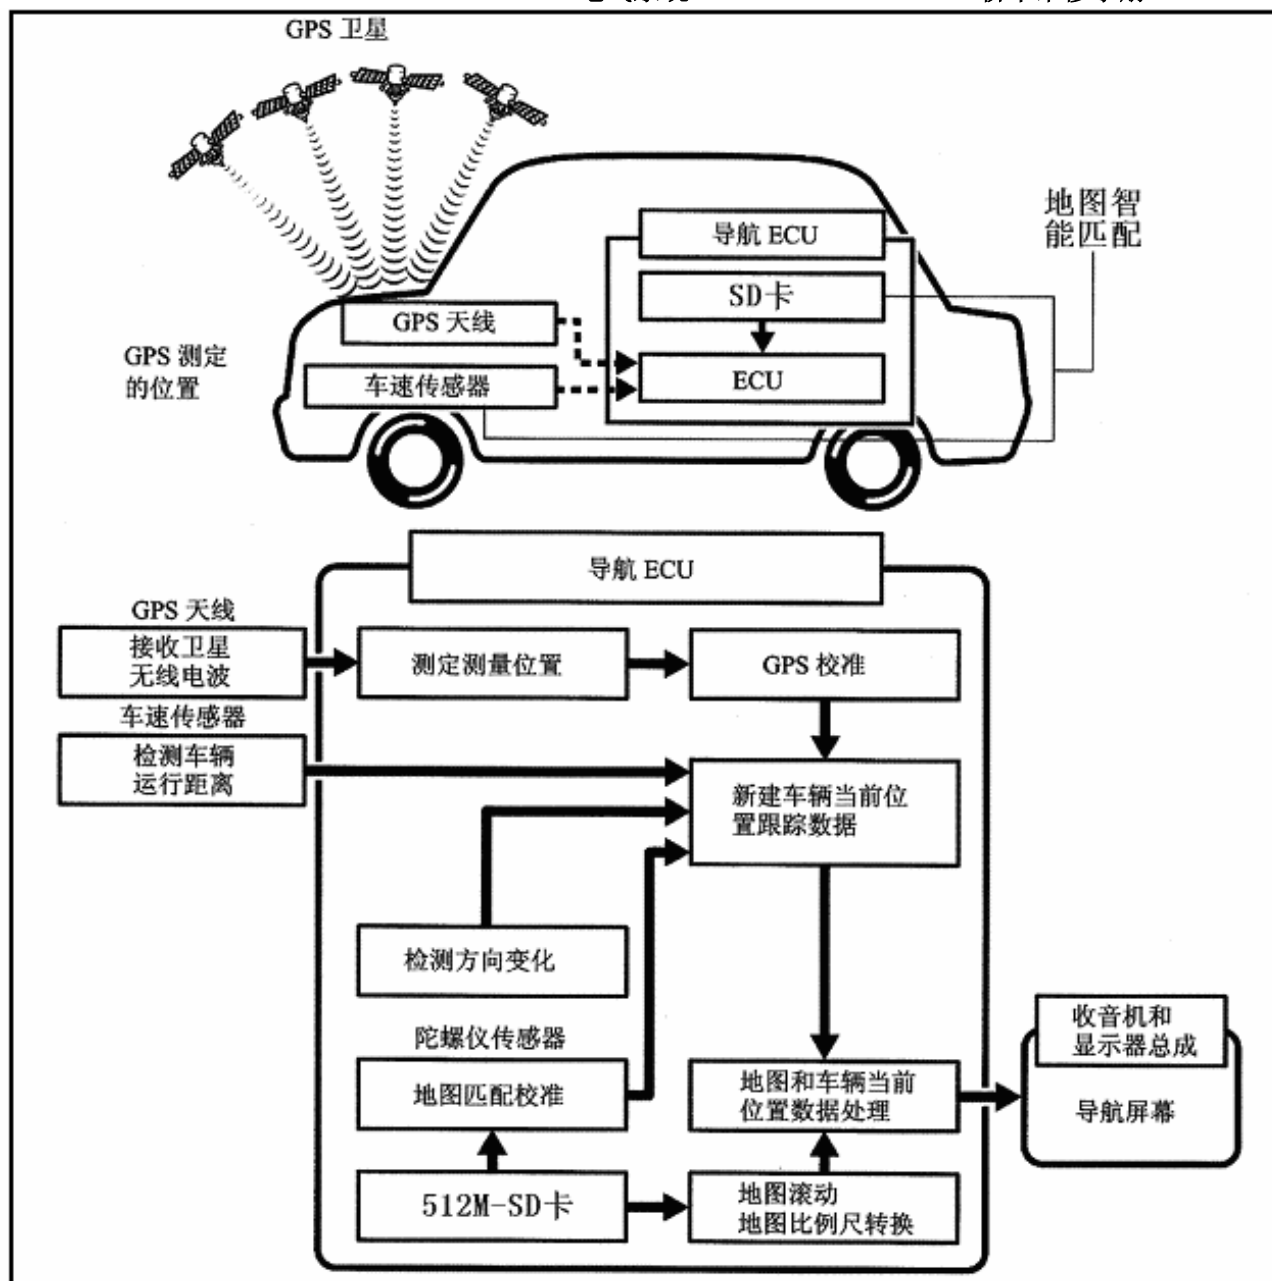 GPS 卫星
地图智
能匹配
导航 ECU
SD卡
GPS 天线
GPS 测定
的位置
ECU
车速传感器
导航 ECU
GPS 天线
接收卫星
无线电波
测定测量位置
GPS 校准
车速传感器
检测车辆
运行距离
新建车辆当前位
置跟踪数据
检测方向变化
陀螺仪传感器
地图匹配校准
地图和车辆当前
位置数据处理
收音机和
显示器总成
导航屏幕
512M-SD卡
地图滚动
地图比例尺转换